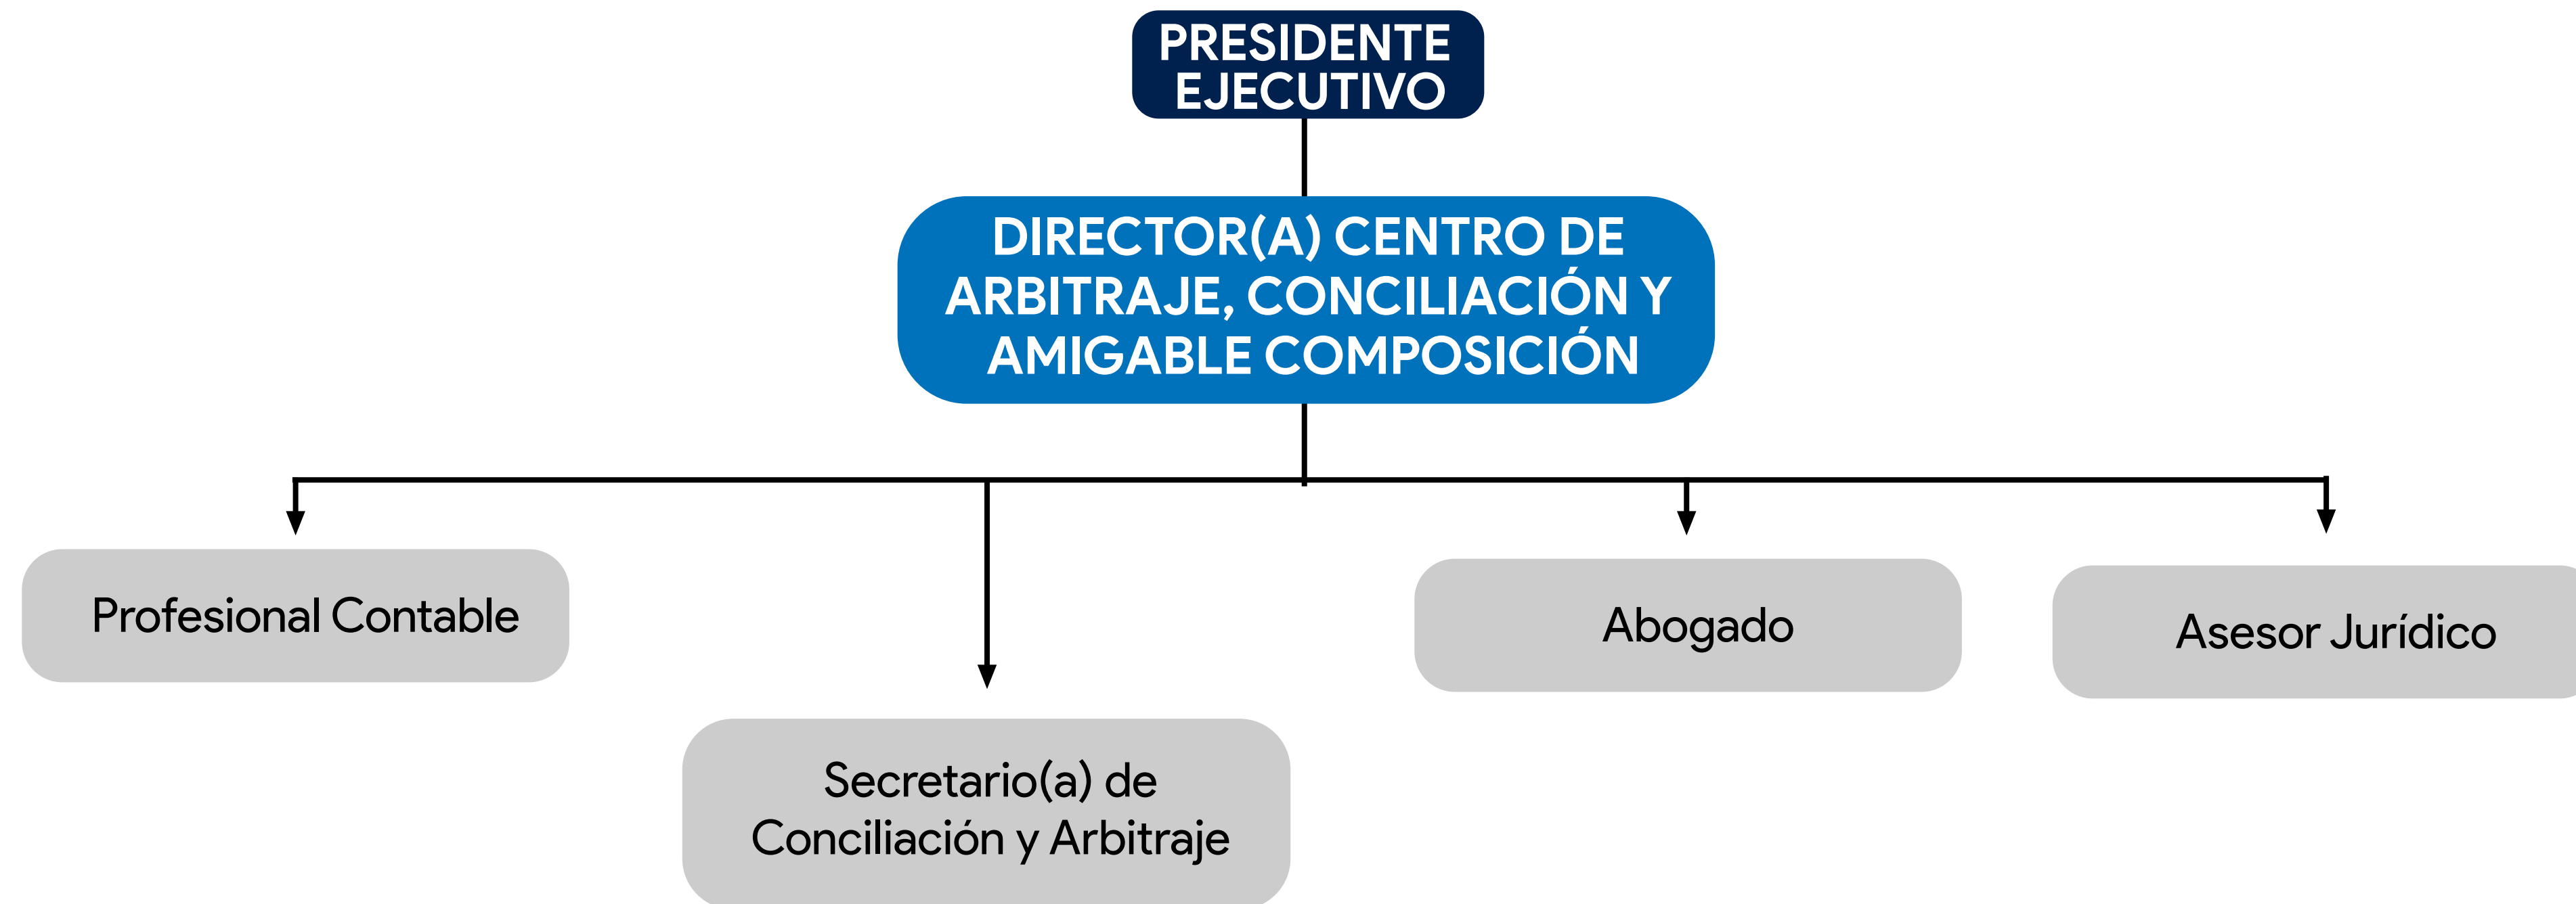 PRESIDENTE
EJECUTIVO
DIRECTOR(A) CENTRO DE
ARBITRAJE, CONCILIACIÓN Y
AMIGABLE COMPOSICIÓN
Profesional Contable
Abogado
Asesor Jurídico
Secretario(a) de
Conciliación y Arbitraje